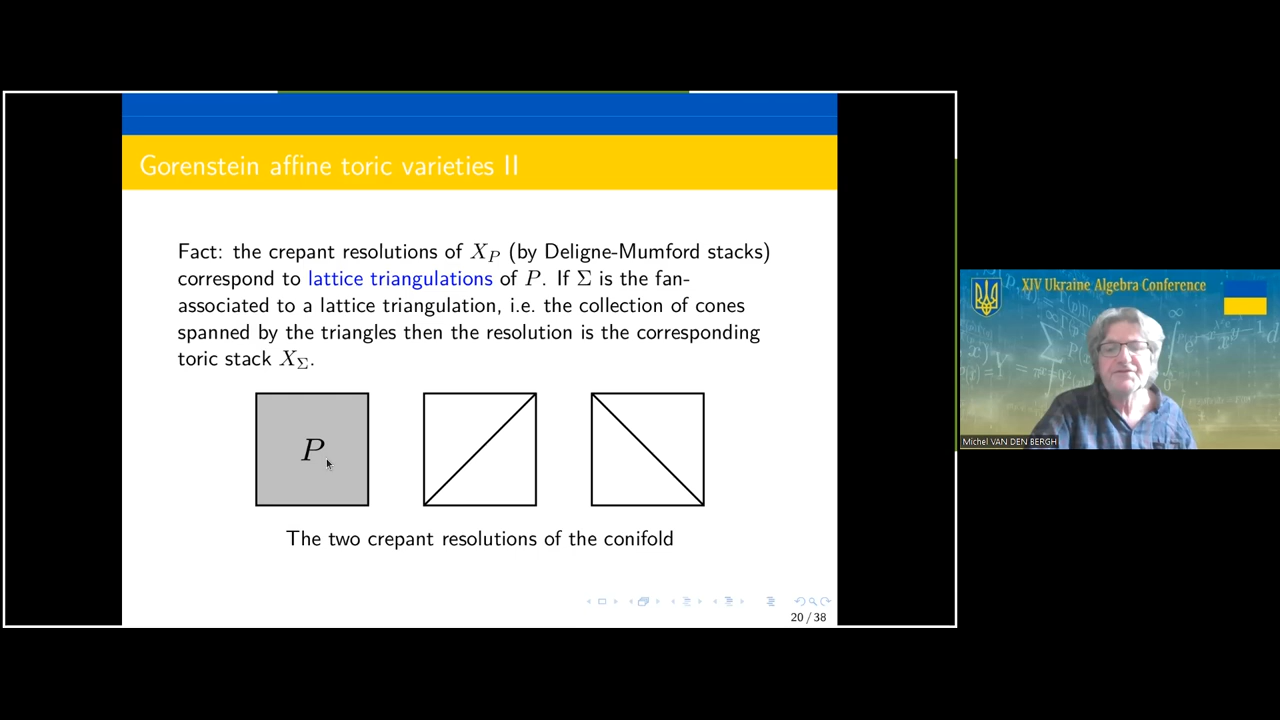 Gorenstein affine toric varieties II
Fact: the crepant resolutions of X_P (by Deligne-Mumford stacks)
correspond to lattice triangulations of P. If Σ is the fan-
associated to a lattice triangulation, i.e. the collection of cones
spanned by the triangles then the resolution is the corresponding
toric stack X_Σ.
P
The two crepant resolutions of the conifold
20 / 38
XIV Ukraine Algebra Conference
Michel VAN DEN BERGH